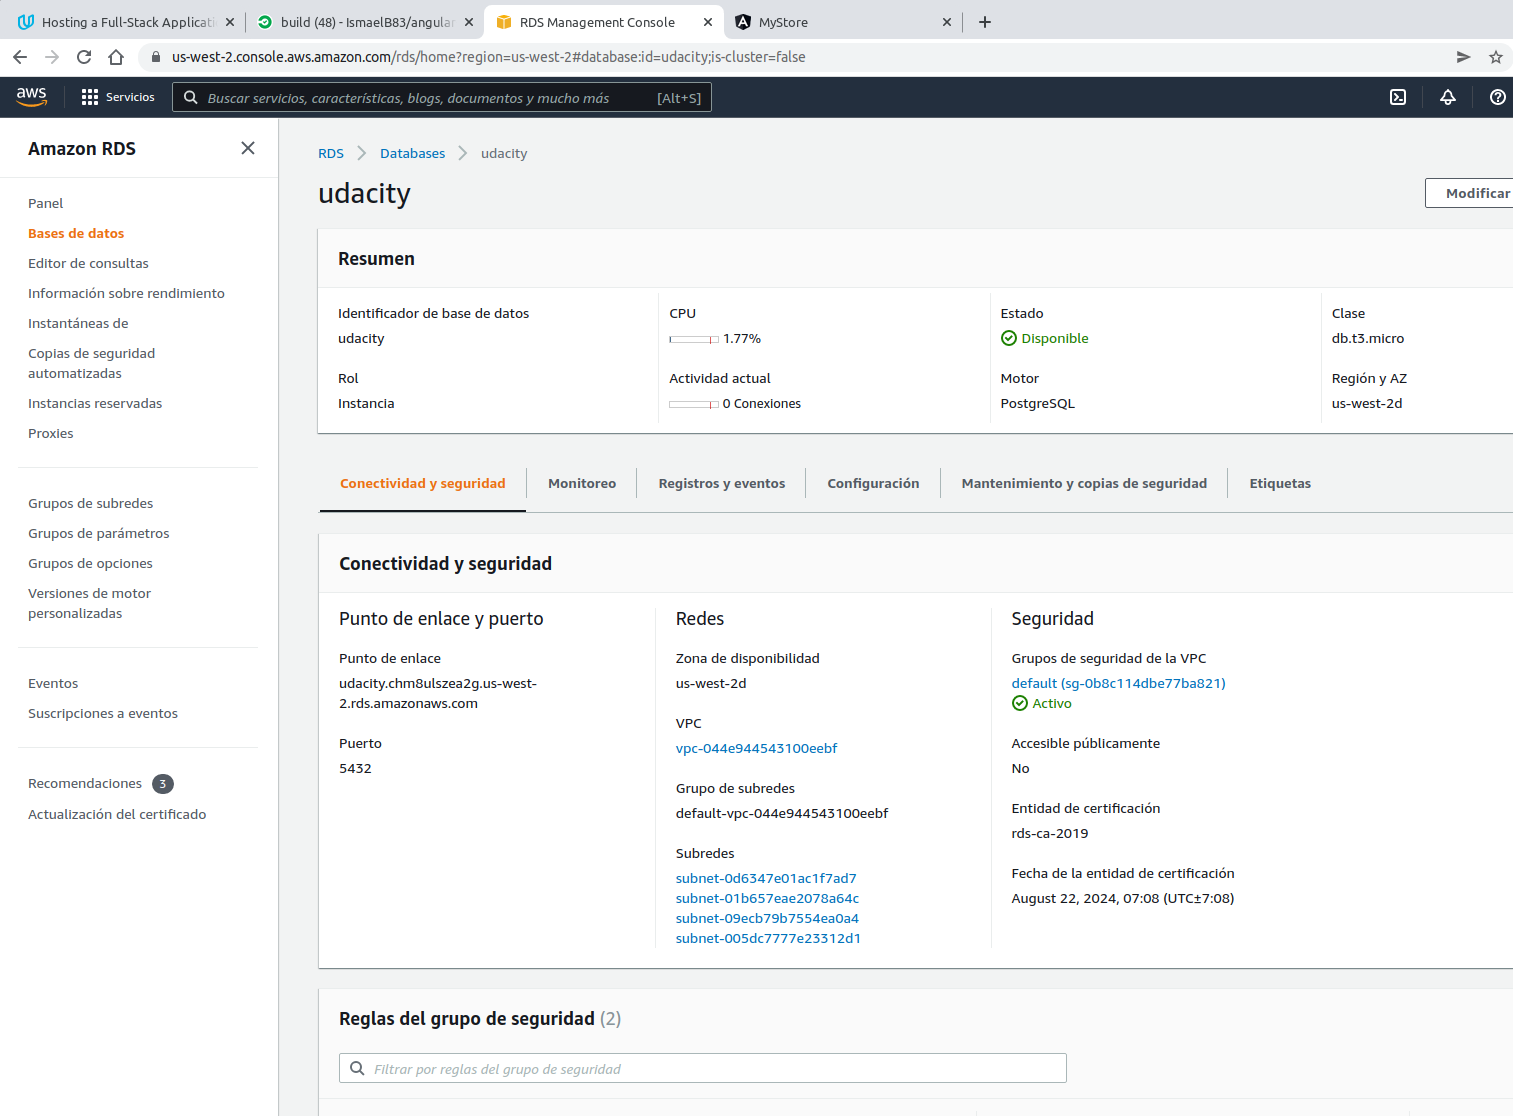 Hosting a Full-Stack Applicati
build (48) - IsmaelB83/angular
RDS Management Console
MyStore
us-west-2.console.aws.amazon.com/rds/home?region=us-west-2#database:id=udacity;is-cluster=false
aws
Servicios
Buscar servicios, características, blogs, documentos y mucho más
[Alt+S]
Amazon RDS
Panel
Bases de datos
Editor de consultas
Información sobre rendimiento
Instantáneas de
Copias de seguridad
automatizadas
Instancias reservadas
Proxies
Grupos de subredes
Grupos de parámetros
Grupos de opciones
Versiones de motor
personalizadas
Eventos
Suscripciones a eventos
Recomendaciones 3
Actualización del certificado
RDS
Databases
udacity
udacity
Modificar
Resumen
Identificador de base de datos
udacity
CPU
1.77%
Estado
Disponible
Clase
db.t3.micro
Rol
Instancia
Actividad actual
0 Conexiones
Motor
PostgreSQL
Región y AZ
us-west-2d
Conectividad y seguridad
Monitoreo
Registros y eventos
Configuración
Mantenimiento y copias de seguridad
Etiquetas
Conectividad y seguridad
Punto de enlace y puerto
Punto de enlace
udacity.chm8ulszea2g.us-west-
2.rds.amazonaws.com
Puerto
5432
Redes
Zona de disponibilidad
us-west-2d
VPC
vpc-044e944543100eebf
Grupo de subredes
default-vpc-044e944543100eebf
Subredes
subnet-0d6347e01ac1f7ad7
subnet-01b657eae2078a64c
subnet-09ecb79b7554ea0a4
subnet-005dc7777e23312d1
Seguridad
Grupos de seguridad de la VPC
default (sg-0b8c114dbe77ba821)
Activo
Accesible públicamente
No
Entidad de certificación
rds-ca-2019
Fecha de la entidad de certificación
August 22, 2024, 07:08 (UTC±7:08)
Reglas del grupo de seguridad (2)
Filtrar por reglas del grupo de seguridad